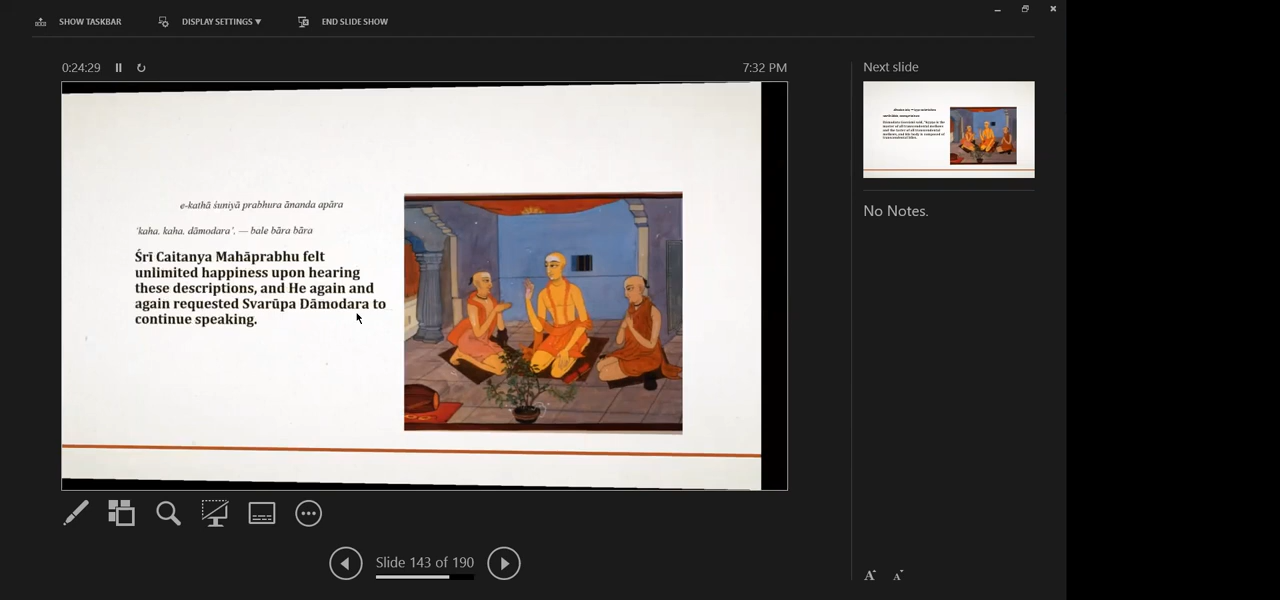 SHOW TASKBAR
DISPLAY SETTINGS
END SLIDE SHOW
0:24:29
7:32 PM
e-kathā śuniyā prabhura ānanda apāra
‘kaha, kaha, dāmodara’, — bale bāra bāra
Śrī Caitanya Mahāprabhu felt
unlimited happiness upon hearing
these descriptions, and He again and
again requested Svarūpa Dāmodara to
continue speaking.
Slide 143 of 190
Next slide
No Notes.
A A